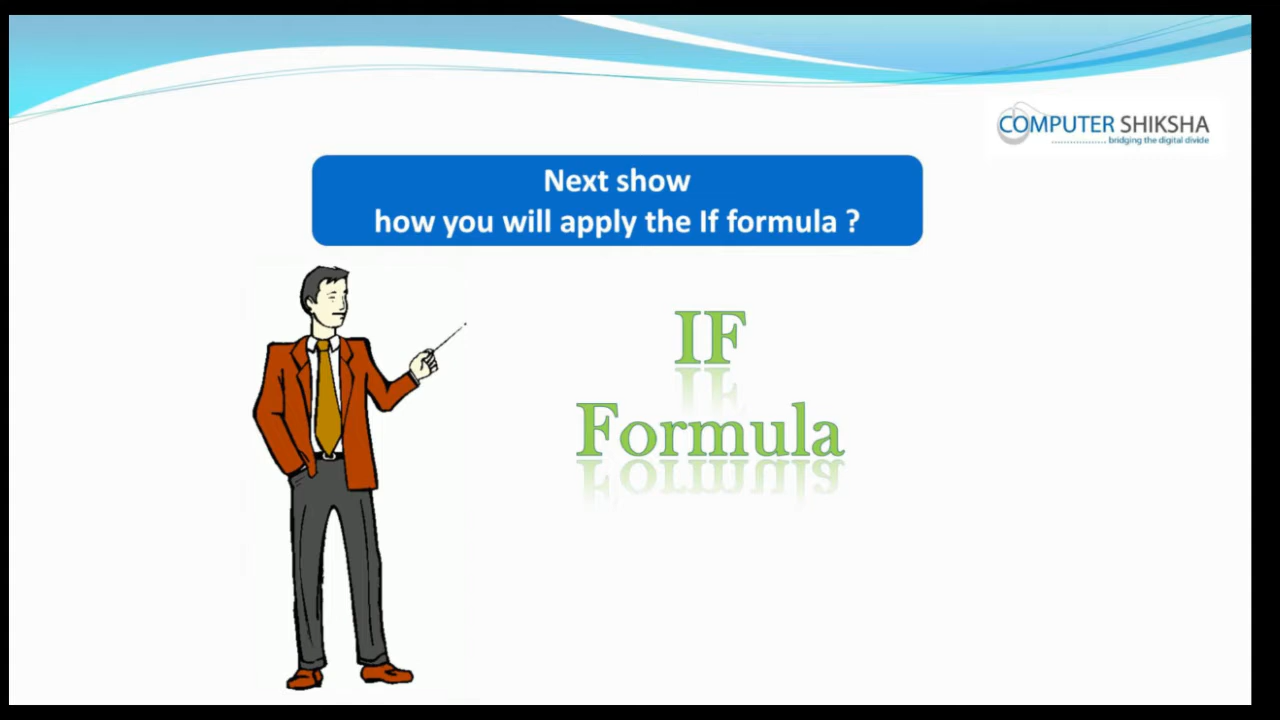 COMPUTER SHIKSHA
bridging the digital divide
Next show
how you will apply the If formula ?
IF
Formula